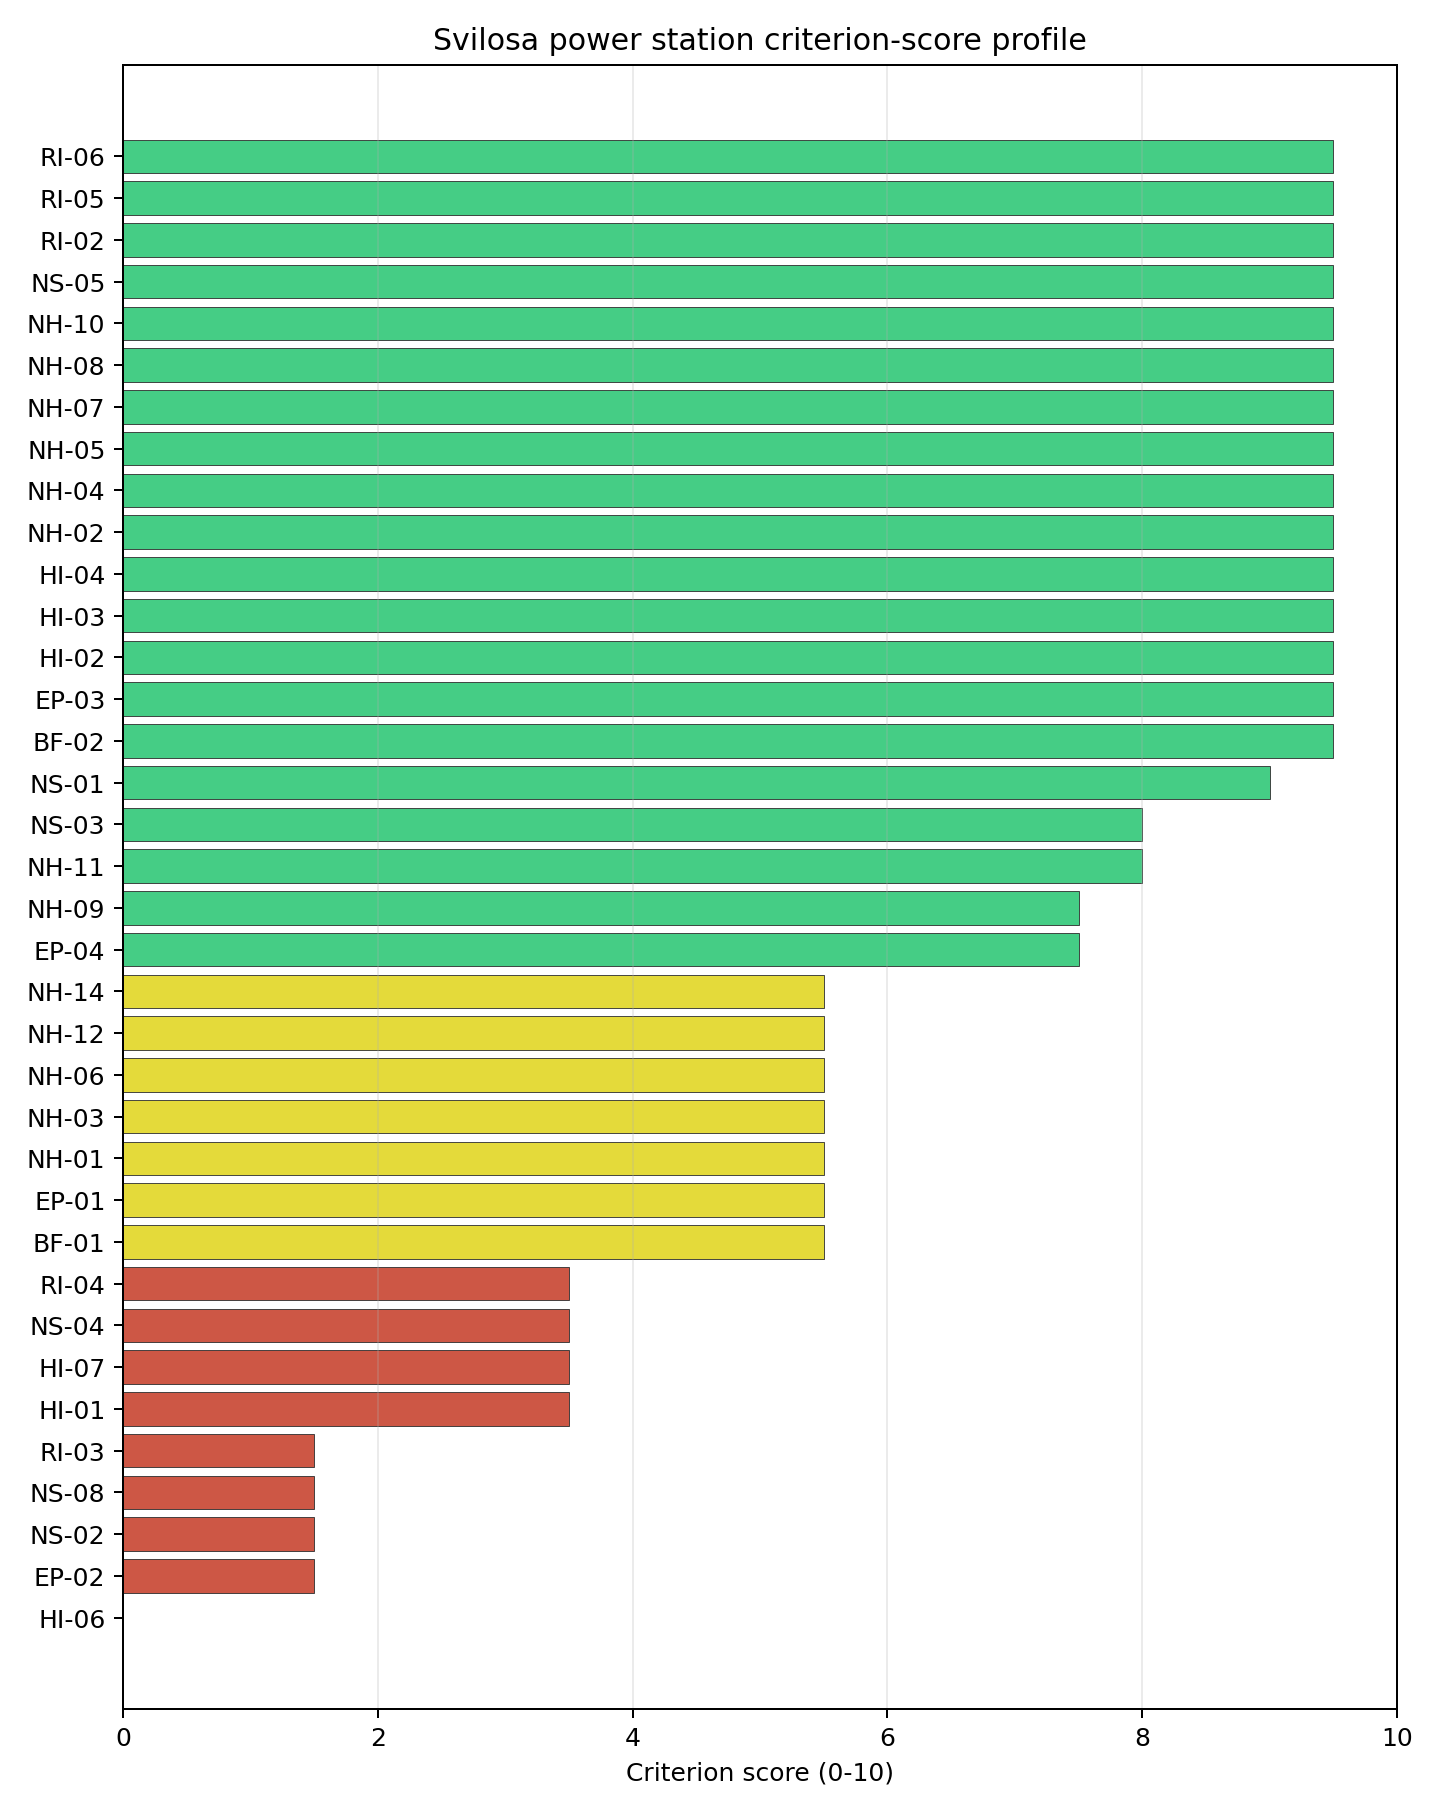 Svilosa power station criterion-score profile
RI-06
RI-05
RI-02
NS-05
NH-10
NH-08
NH-07
NH-05
NH-04
NH-02
HI-04
HI-03
HI-02
EP-03
BF-02
NS-01
NS-03
NH-11
NH-09
EP-04
NH-14
NH-12
NH-06
NH-03
NH-01
EP-01
BF-01
RI-04
NS-04
HI-07
HI-01
RI-03
NS-08
NS-02
EP-02
HI-06
0 2 4 6 8 10
Criterion score (0-10)